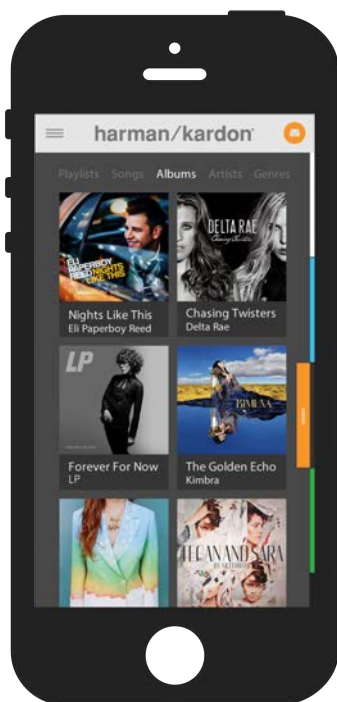 harman/kardon
Playlists Songs Albums Artists Genres
ELI
PAPERBOY
REED NIGHTS
LIKE THIS
DELTA RAE
Chasing Twisters
Nights Like This
Eli Paperboy Reed
Chasing Twisters
Delta Rae
LP
KIMBRA
Forever For Now
LP
The Golden Echo
Kimbra
TEGAN AND SARA